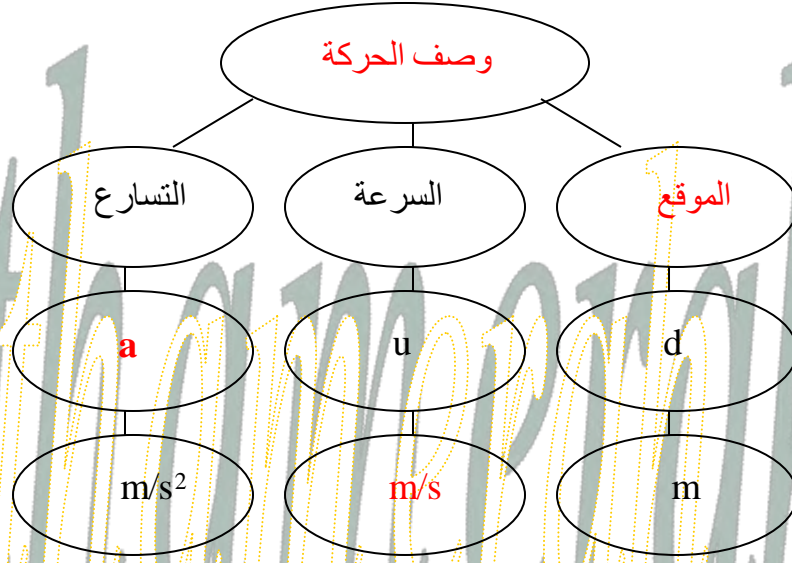 وصف الحركة
الموقع السرعة التسارع
d u a
m m/s m/s²